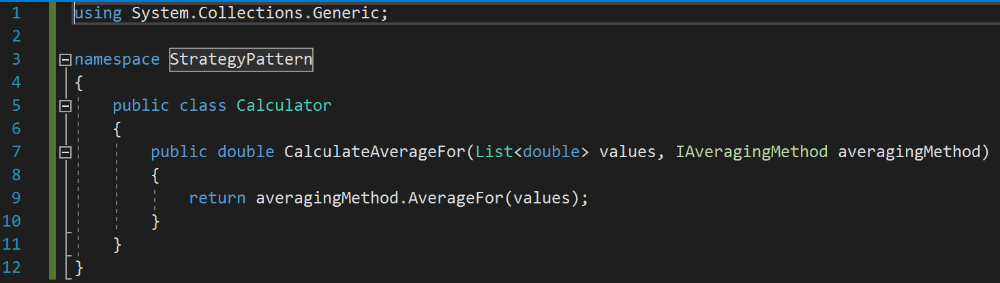 1 using System.Collections.Generic;
2
3 namespace StrategyPattern
4 {
5 public class Calculator
6 {
7 public double CalculateAverageFor(List<double> values, IAveragingMethod averagingMethod)
8 {
9 return averagingMethod.AverageFor(values);
10 }
11 }
12 }